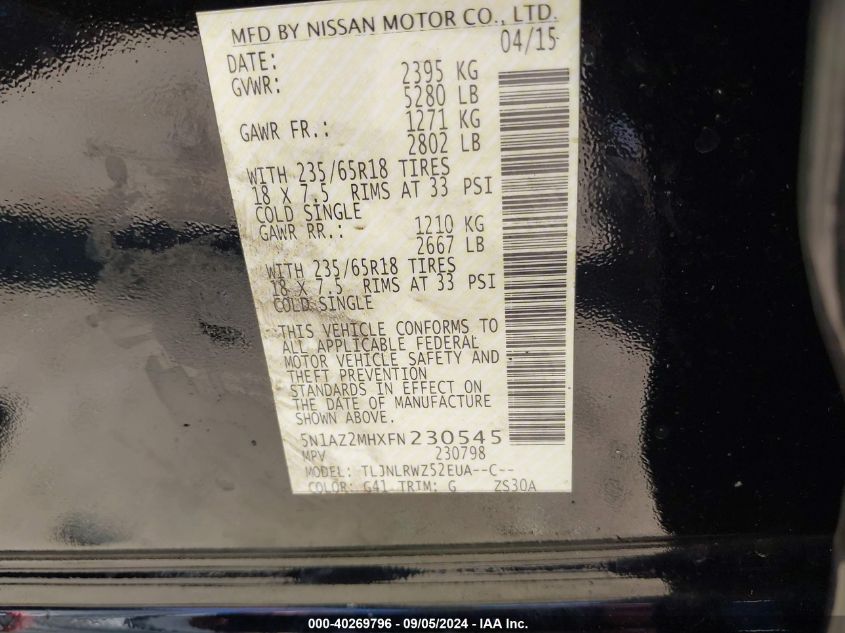 MFD BY NISSAN MOTOR CO., LTD.
DATE: 04/15
GVWR: 2395 KG
5280 LB
GAWR FR.: 1271 KG
2802 LB
WITH 235/65R18 TIRES
18 X 7.5 RIMS AT 33 PSI
COLD SINGLE
GAWR RR.: 1210 KG
2667 LB
WITH 235/65R18 TIRES
18 X 7.5 RIMS AT 33 PSI
COLD SINGLE
THIS VEHICLE CONFORMS TO
ALL APPLICABLE FEDERAL
MOTOR VEHICLE SAFETY AND
THEFT PREVENTION
STANDARDS IN EFFECT ON
THE DATE OF MANUFACTURE
SHOWN ABOVE.
5N1AZ2MHXFN230545
MPV 230798
MODEL: TLJNLRWZ52EUA--C--
COLOR: G41 TRIM: G ZS30A
000-40269796 - 09/05/2024 - IAA Inc.